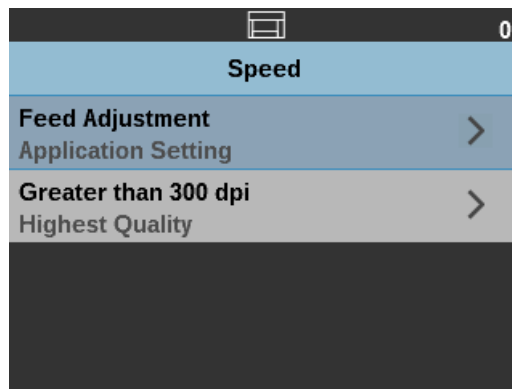 0
Speed
Feed Adjustment
Application Setting
Greater than 300 dpi
Highest Quality